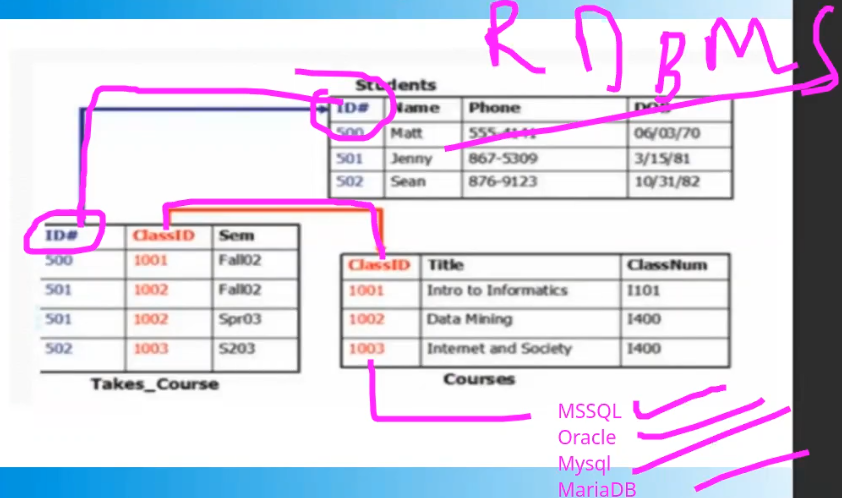 RDBMS
Students
ID# Name Phone DOB
500 Matt 555-4141 06/03/70
501 Jenny 867-5309 3/15/81
502 Sean 876-9123 10/31/82
ID# ClassID Sem
500 1001 Fall02
501 1002 Fall02
501 1002 Spr03
502 1003 S203
Takes_Course
ClassID Title ClassNum
1001 Intro to Informatics I101
1002 Data Mining I400
1003 Internet and Society I400
Courses
MSSQL
Oracle
Mysql
MariaDB